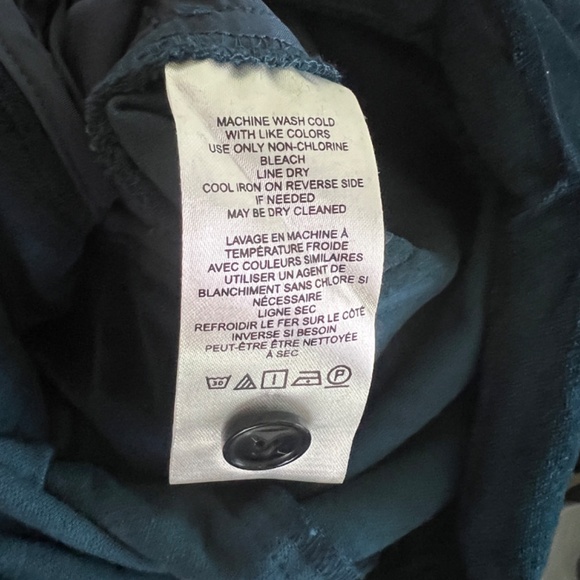 MACHINE WASH COLD
WITH LIKE COLORS
USE ONLY NON-CHLORINE
BLEACH
LINE DRY
COOL IRON ON REVERSE SIDE
IF NEEDED
MAY BE DRY CLEANED
LAVAGE EN MACHINE À
TEMPÉRATURE FROIDE
AVEC COULEURS SIMILAIRES
UTILISER UN AGENT DE
BLANCHIMENT SANS CHLORE SI
NÉCESSAIRE
LIGNE SEC
REFROIDIR LE FER SUR LE CÔTÉ
INVERSE SI BESOIN
PEUT-ÊTRE ÊTRE NETTOYÉE
À SEC
30 P